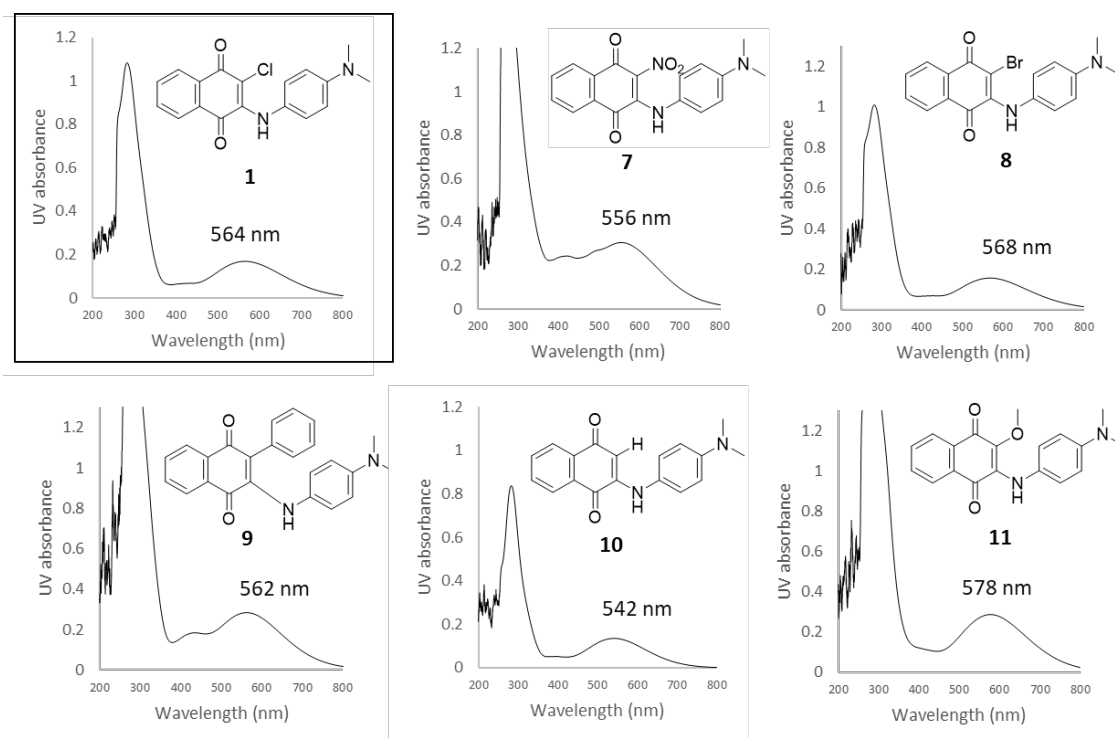 1.2
1
0.8
0.6
0.4
0.2
0
UV absorbance
200 300 400 500 600 700 800
Wavelength (nm)
O
Cl
N
N
H
O
1
564 nm
1.2
1
0.8
0.6
0.4
0.2
0
UV absorbance
200 300 400 500 600 700 800
Wavelength (nm)
O
NO2
N
N
H
O
7
556 nm
1.2
1
0.8
0.6
0.4
0.2
0
UV absorbance
200 300 400 500 600 700 800
Wavelength (nm)
O
Br
N
N
H
O
8
568 nm
1.2
1
0.8
0.6
0.4
0.2
0
UV absorbance
200 300 400 500 600 700 800
Wavelength (nm)
O
N
N
H
O
9
562 nm
1.2
1
0.8
0.6
0.4
0.2
0
UV absorbance
200 300 400 500 600 700 800
Wavelength (nm)
O
H
N
N
H
O
10
542 nm
1.2
1
0.8
0.6
0.4
0.2
0
UV absorbance
200 300 400 500 600 700 800
Wavelength (nm)
O
O
N
N
H
O
11
578 nm